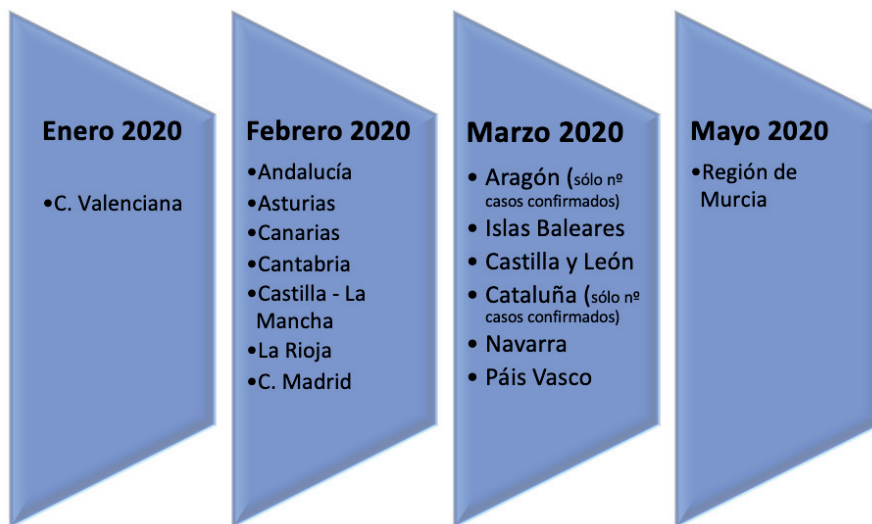 Enero 2020
•C. Valenciana
Febrero 2020
•Andalucía
•Asturias
•Canarias
•Cantabria
•Castilla - La
Mancha
•La Rioja
•C. Madrid
Marzo 2020
• Aragón (sólo nº
casos confirmados)
• Islas Baleares
• Castilla y León
• Cataluña (sólo nº
casos confirmados)
• Navarra
• Páis Vasco
Mayo 2020
•Región de
Murcia